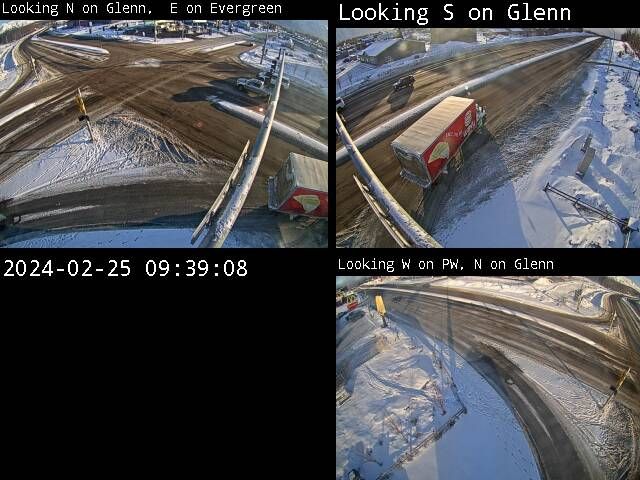 Looking N on Glenn,  E on Evergreen
Looking S on Glenn
2024-02-25 09:39:08
Looking W on PW, N on Glenn